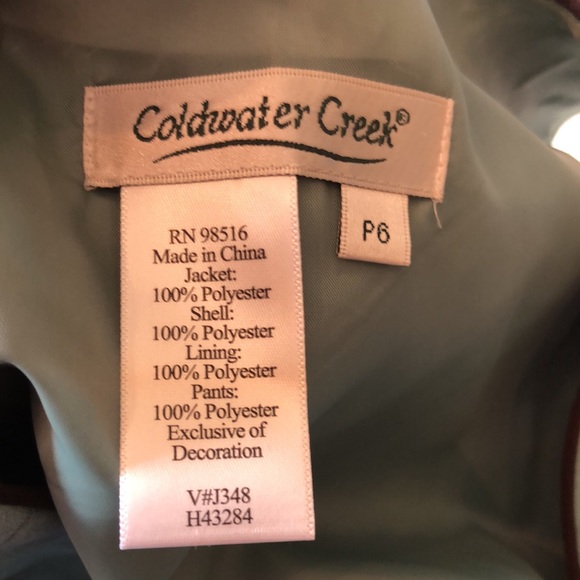 Coldwater Creek®
P6
RN 98516
Made in China
Jacket:
100% Polyester
Shell:
100% Polyester
Lining:
100% Polyester
Pants:
100% Polyester
Exclusive of
Decoration
V#J348
H43284